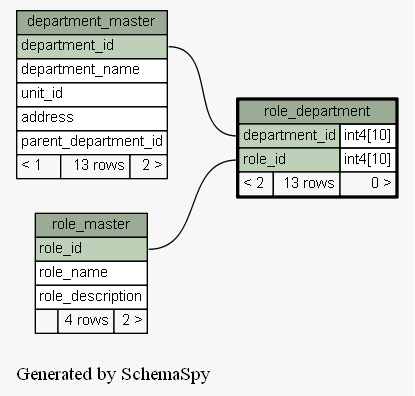 department_master
department_id
department_name
unit_id
address
parent_department_id
< 1 13 rows 2 >
role_department
department_id int4[10]
role_id int4[10]
< 2 13 rows 0 >
role_master
role_id
role_name
role_description
4 rows 2 >
Generated by SchemaSpy